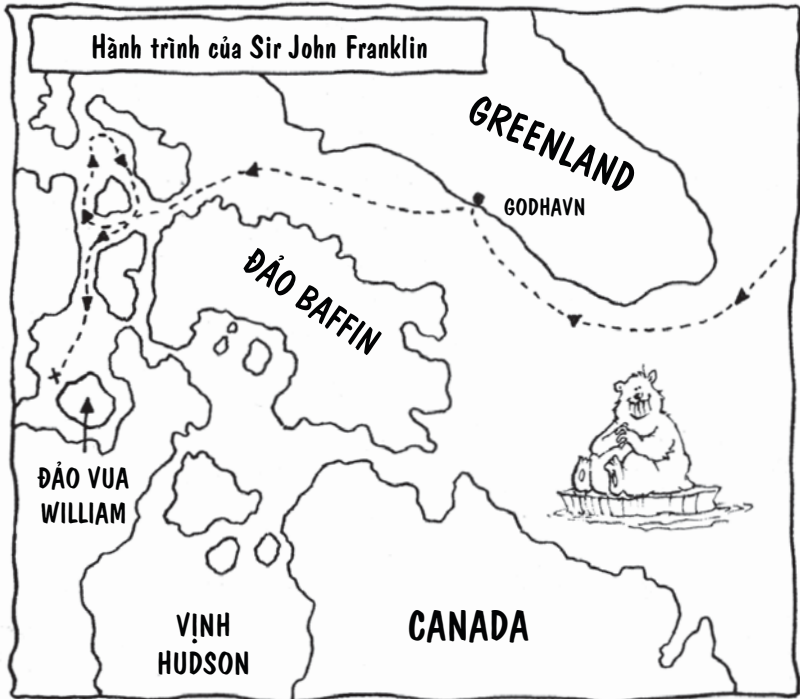 Hành trình của Sir John Franklin
GREENLAND
GODHAVN
ĐẢO BAFFIN
ĐẢO VUA
WILLIAM
VỊNH
HUDSON
CANADA